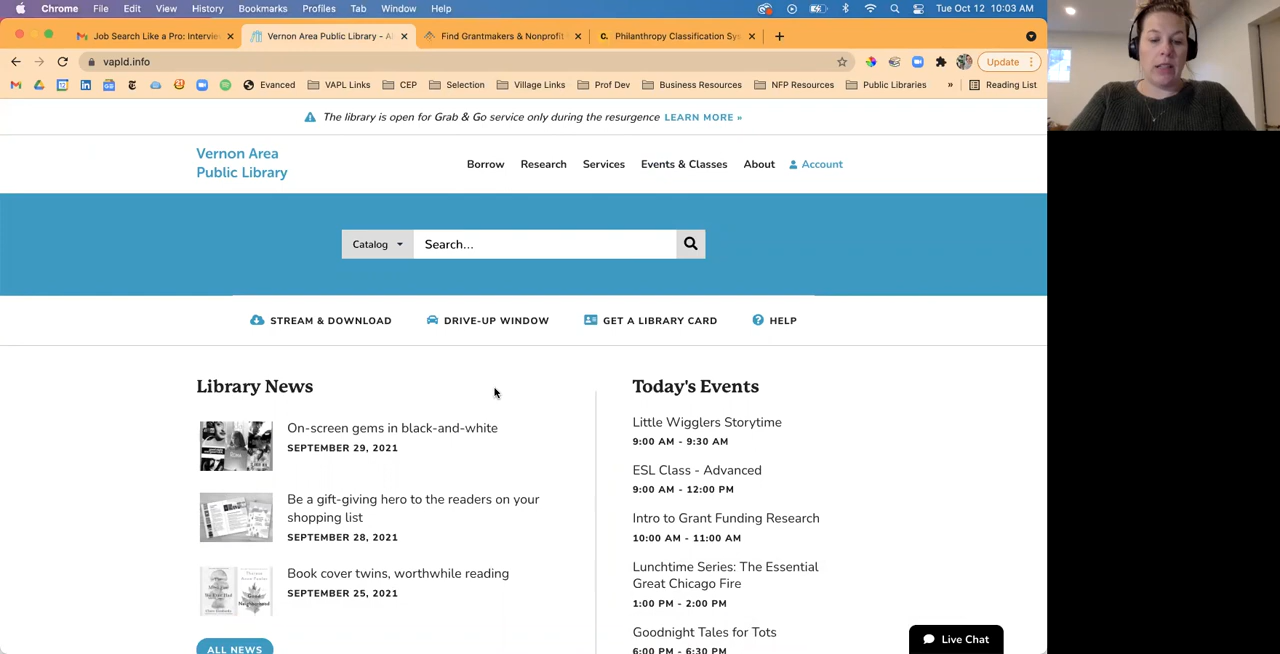 Chrome File Edit View History Bookmarks Profiles Tab Window Help Tue Oct 12 10:03 AM
Job Search Like a Pro: Intervie
Vernon Area Public Library - A
Find Grantmakers & Nonprofit
Philanthropy Classification Sys
vapld.info
Update
Evanced VAPL Links CEP Selection Village Links Prof Dev Business Resources NFP Resources Public Libraries » Reading List
The library is open for Grab & Go service only during the resurgence LEARN MORE »
Vernon Area
Public Library
Borrow Research Services Events & Classes About Account
Catalog Search...
STREAM & DOWNLOAD DRIVE-UP WINDOW GET A LIBRARY CARD HELP
Library News
On-screen gems in black-and-white
SEPTEMBER 29, 2021
Be a gift-giving hero to the readers on your
shopping list
SEPTEMBER 28, 2021
Book cover twins, worthwhile reading
SEPTEMBER 25, 2021
ALL NEWS
Today's Events
Little Wigglers Storytime
9:00 AM - 9:30 AM
ESL Class - Advanced
9:00 AM - 12:00 PM
Intro to Grant Funding Research
10:00 AM - 11:00 AM
Lunchtime Series: The Essential
Great Chicago Fire
1:00 PM - 2:00 PM
Goodnight Tales for Tots
6:00 PM - 6:30 PM
Live Chat